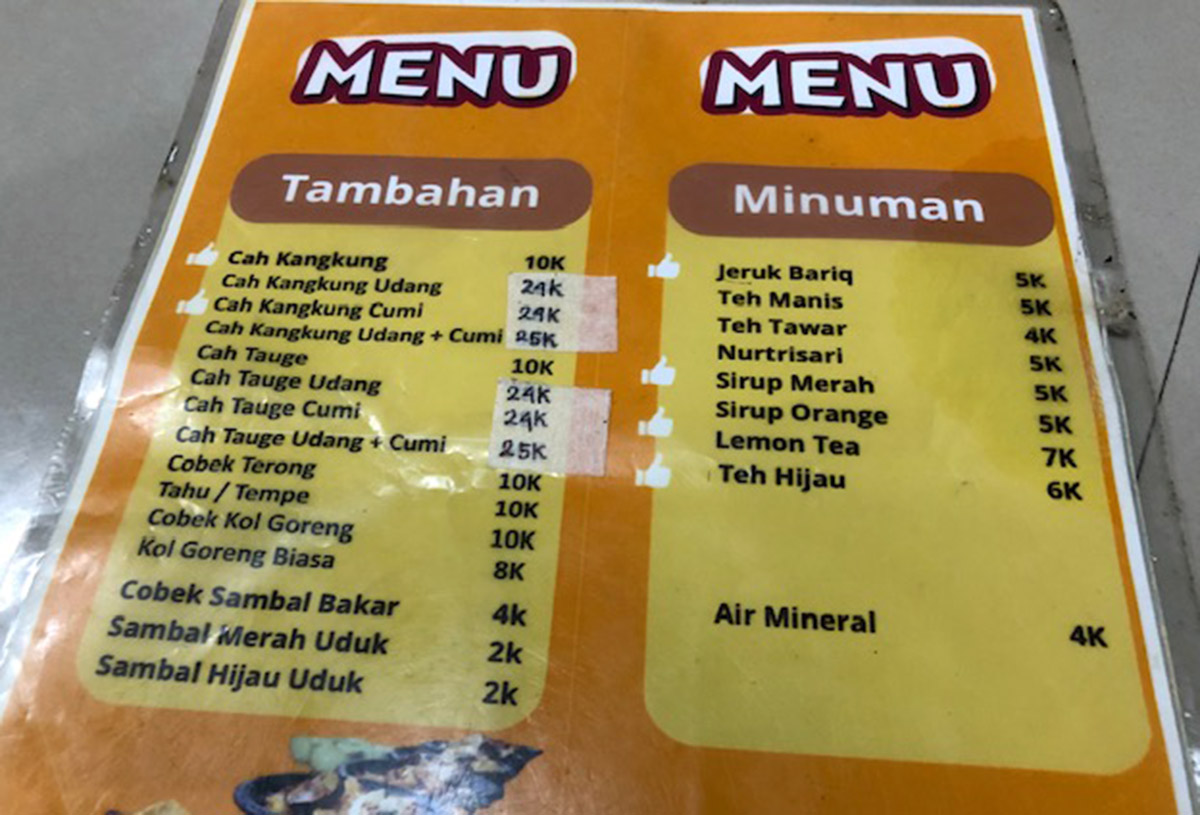 MENU
Tambahan
Cah Kangkung 10K
Cah Kangkung Udang 24K
Cah Kangkung Cumi 24K
Cah Kangkung Udang + Cumi 25K
Cah Tauge 10K
Cah Tauge Udang 24K
Cah Tauge Cumi 24K
Cah Tauge Udang + Cumi 25K
Cobek Terong 10K
Tahu / Tempe 10K
Cobek Kol Goreng 10K
Kol Goreng Biasa 8K
Cobek Sambal Bakar 4k
Sambal Merah Uduk 2k
Sambal Hijau Uduk 2k
MENU
Minuman
Jeruk Bariq 5K
Teh Manis 5K
Teh Tawar 4K
Nurtrisari 5K
Sirup Merah 5K
Sirup Orange 5K
Lemon Tea 7K
Teh Hijau 6K
Air Mineral 4K